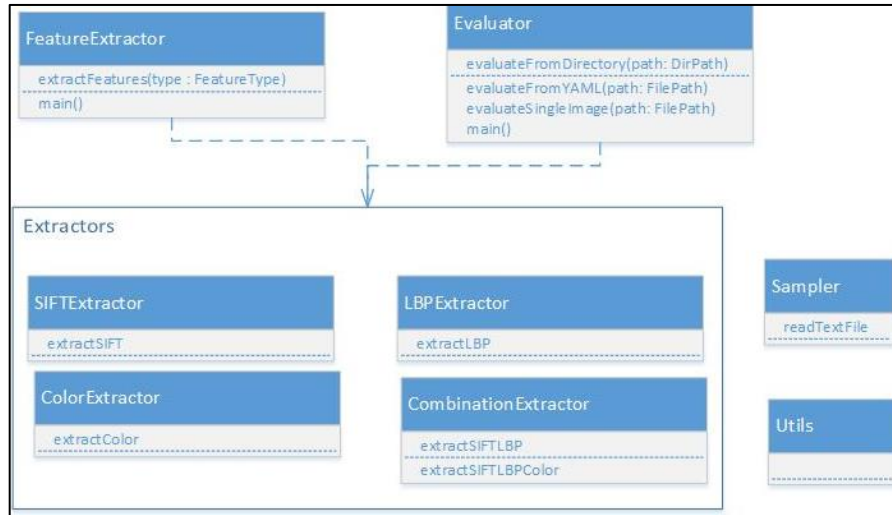 FeatureExtractor
extractFeatures(type : FeatureType)
main()
Evaluator
evaluateFromDirectory(path: DirPath)
evaluateFromYAML(path: FilePath)
evaluateSingleImage(path: FilePath)
main()
Extractors
SIFTExtractor
extractSIFT
LBPExtractor
extractLBP
ColorExtractor
extractColor
CombinationExtractor
extractSIFTLBP
extractSIFTLBPColor
Sampler
readTextFile
Utils